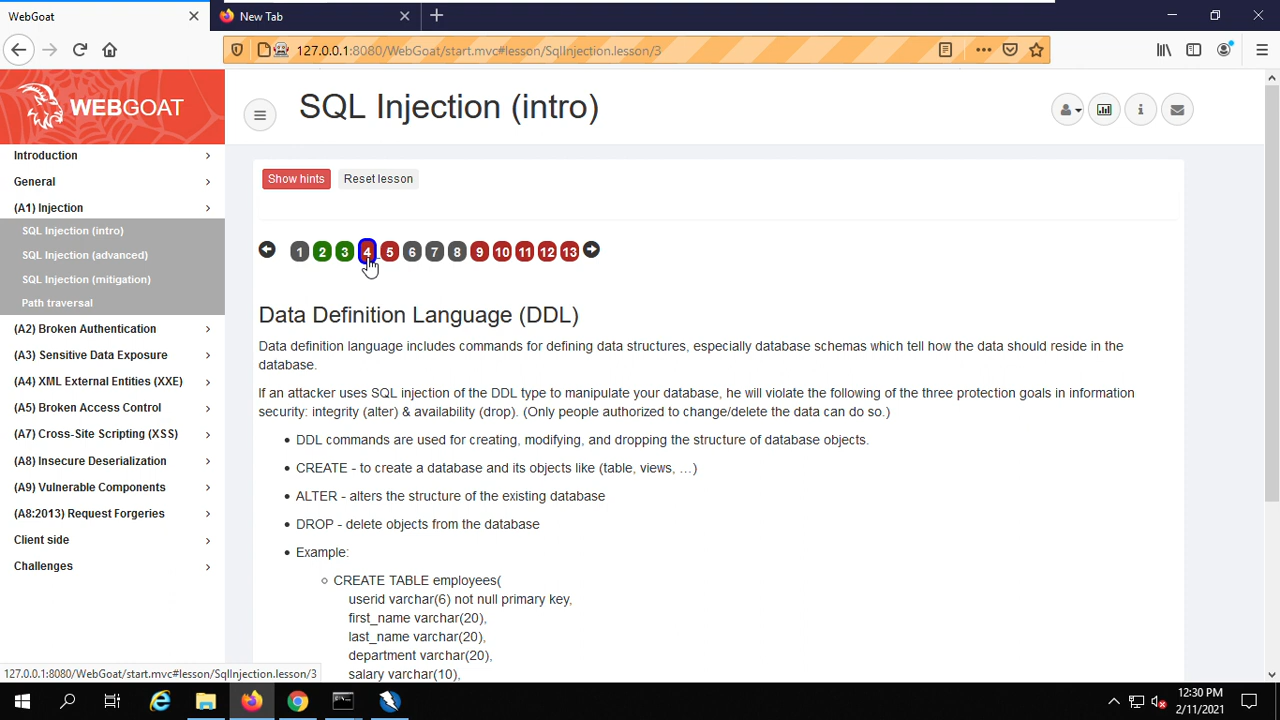 WebGoat
New Tab
127.0.0.1:8080/WebGoat/start.mvc#lesson/SqlInjection.lesson/3
WEBGOAT
SQL Injection (intro)
Introduction
General
(A1) Injection
SQL Injection (intro)
SQL Injection (advanced)
SQL Injection (mitigation)
Path traversal
(A2) Broken Authentication
(A3) Sensitive Data Exposure
(A4) XML External Entities (XXE)
(A5) Broken Access Control
(A7) Cross-Site Scripting (XSS)
(A8) Insecure Deserialization
(A9) Vulnerable Components
(A8:2013) Request Forgeries
Client side
Challenges
Show hints Reset lesson
1 2 3 4 5 6 7 8 9 10 11 12 13
Data Definition Language (DDL)
Data definition language includes commands for defining data structures, especially database schemas which tell how the data should reside in the
database.
If an attacker uses SQL injection of the DDL type to manipulate your database, he will violate the following of the three protection goals in information
security: integrity (alter) & availability (drop). (Only people authorized to change/delete the data can do so.)
• DDL commands are used for creating, modifying, and dropping the structure of database objects.
• CREATE - to create a database and its objects like (table, views, …)
• ALTER - alters the structure of the existing database
• DROP - delete objects from the database
• Example:
CREATE TABLE employees(
userid varchar(6) not null primary key,
first_name varchar(20),
last_name varchar(20),
department varchar(20),
salary varchar(10),
127.0.0.1:8080/WebGoat/start.mvc#lesson/SqlInjection.lesson/3
12:30 PM
2/11/2021